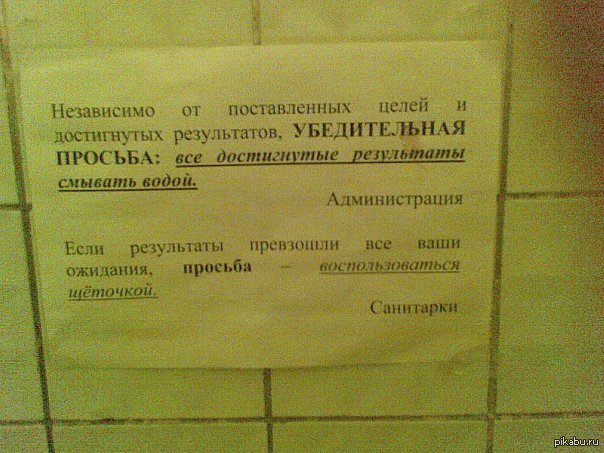 Независимо от поставленных целей и
достигнутых результатов, УБЕДИТЕЛЬНАЯ
ПРОСЬБА: все достигнутые результаты
смывать водой.
Администрация
Если результаты превзошли все ваши
ожидания, просьба – воспользоваться
щёточкой.
Санитарки
pikabu.ru